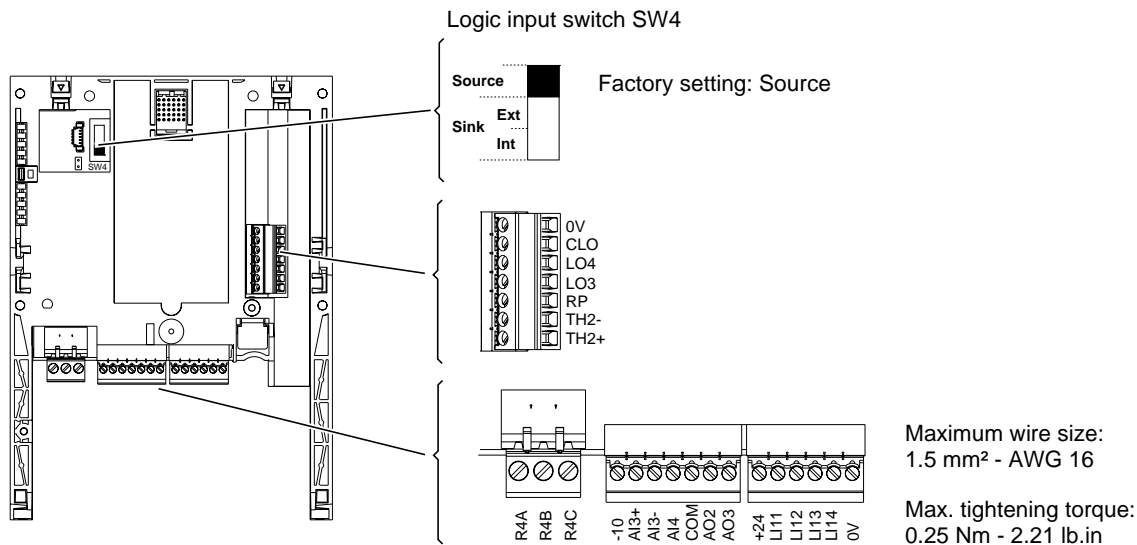 Logic input switch SW4
Source
Factory setting: Source
Sink
Ext
Int
SW4
0V
CLO
LO4
LO3
RP
TH2-
TH2+
R4A
R4B
R4C
-10
AI3+
AI3-
AI4
COM
AO2
AO3
+24
LI11
LI12
LI13
LI14
0V
Maximum wire size:
1.5 mm² - AWG 16
Max. tightening torque:
0.25 Nm - 2.21 lb.in